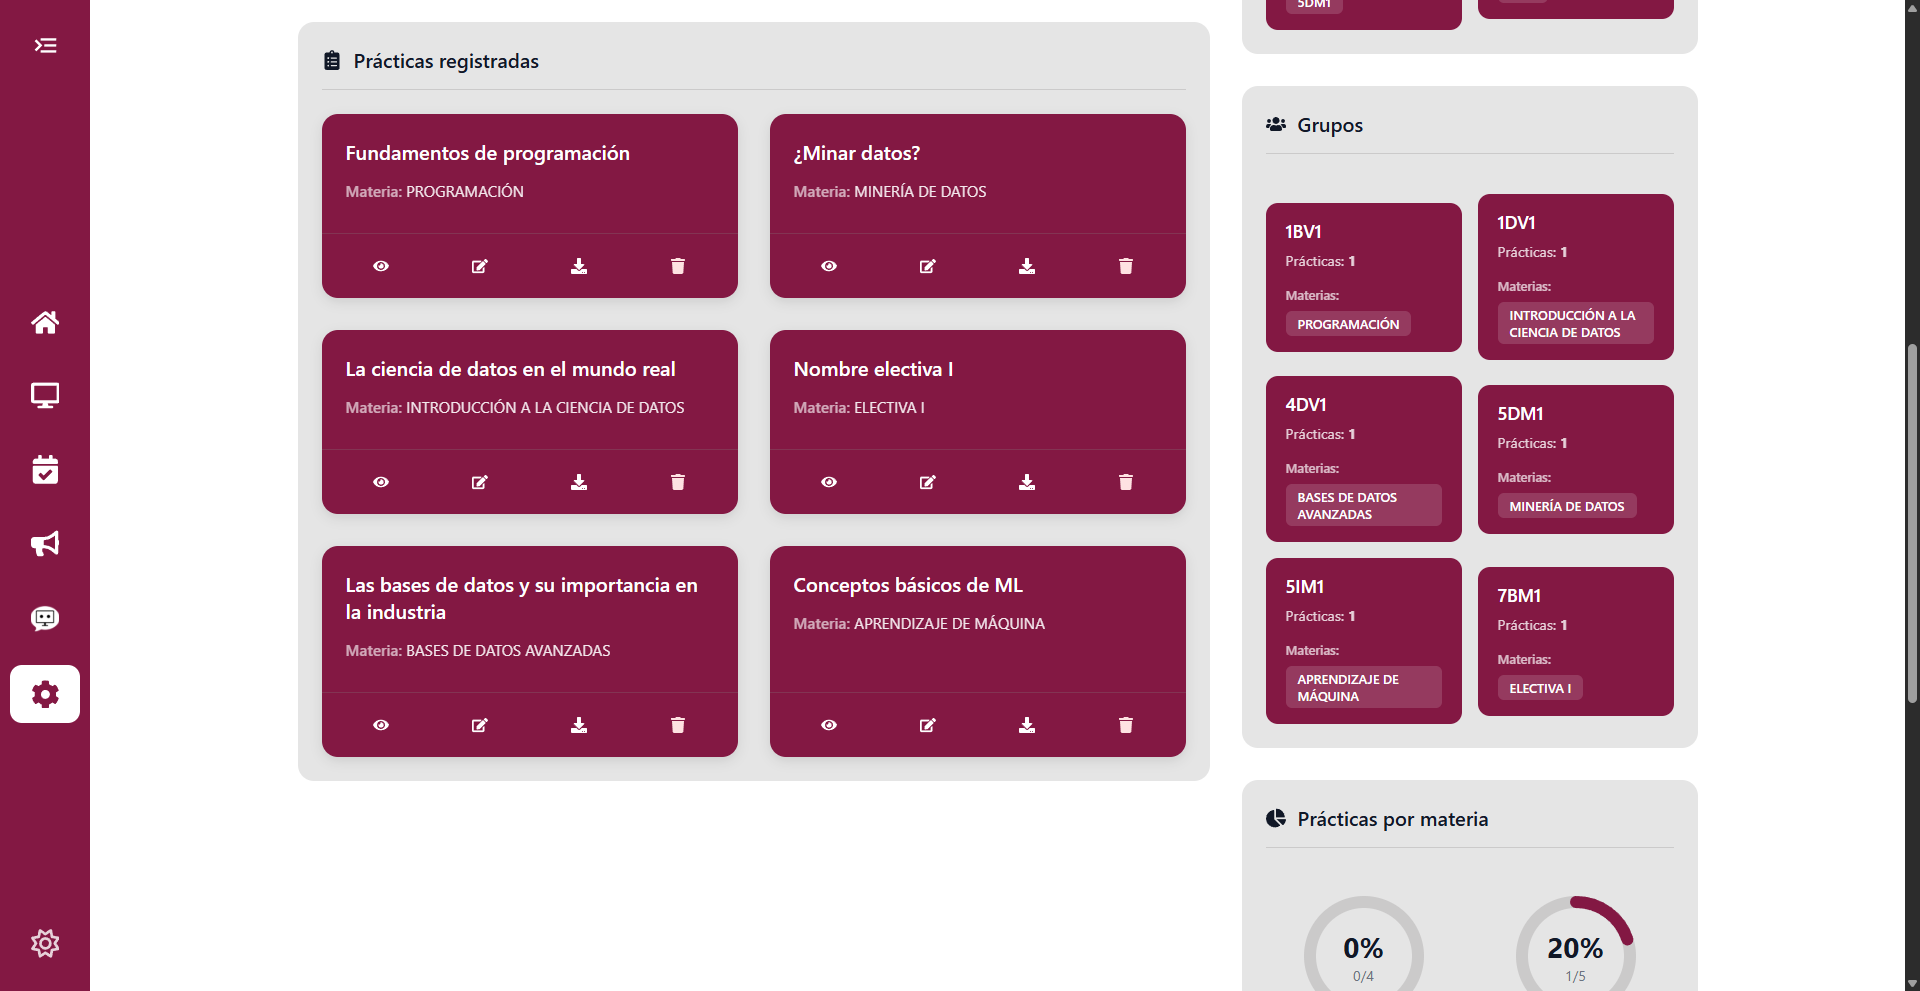 Prácticas registradas
Fundamentos de programación
Materia: PROGRAMACIÓN
¿Minar datos?
Materia: MINERÍA DE DATOS
La ciencia de datos en el mundo real
Materia: INTRODUCCIÓN A LA CIENCIA DE DATOS
Nombre electiva I
Materia: ELECTIVA I
Las bases de datos y su importancia en
la industria
Materia: BASES DE DATOS AVANZADAS
Conceptos básicos de ML
Materia: APRENDIZAJE DE MÁQUINA
5DM1
Grupos
1BV1
Prácticas: 1
Materias:
PROGRAMACIÓN
1DV1
Prácticas: 1
Materias:
INTRODUCCIÓN A LA
CIENCIA DE DATOS
4DV1
Prácticas: 1
Materias:
BASES DE DATOS
AVANZADAS
5DM1
Prácticas: 1
Materias:
MINERÍA DE DATOS
5IM1
Prácticas: 1
Materias:
APRENDIZAJE DE
MÁQUINA
7BM1
Prácticas: 1
Materias:
ELECTIVA I
Prácticas por materia
0%
0/4
20%
1/5